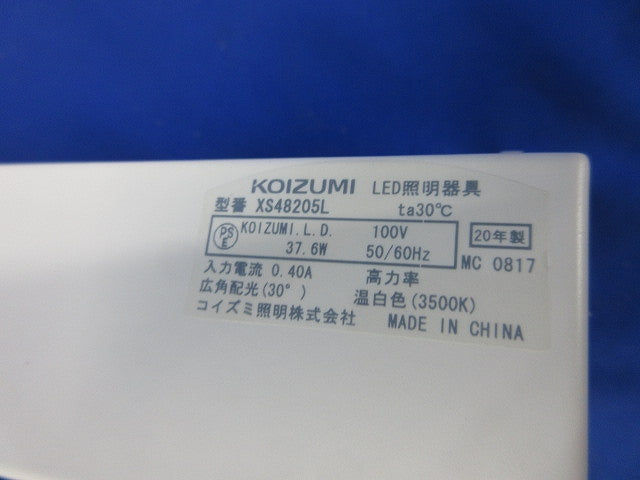 KOIZUMI LED照明器具
型番 XS48205L ta30℃
PSE KOIZUMI.L.D. 100V 20年製
37.6W 50/60Hz MC 0817
入力電流 0.40A 高力率
広角配光(30°) 温白色(3500K)
コイズミ照明株式会社 MADE IN CHINA